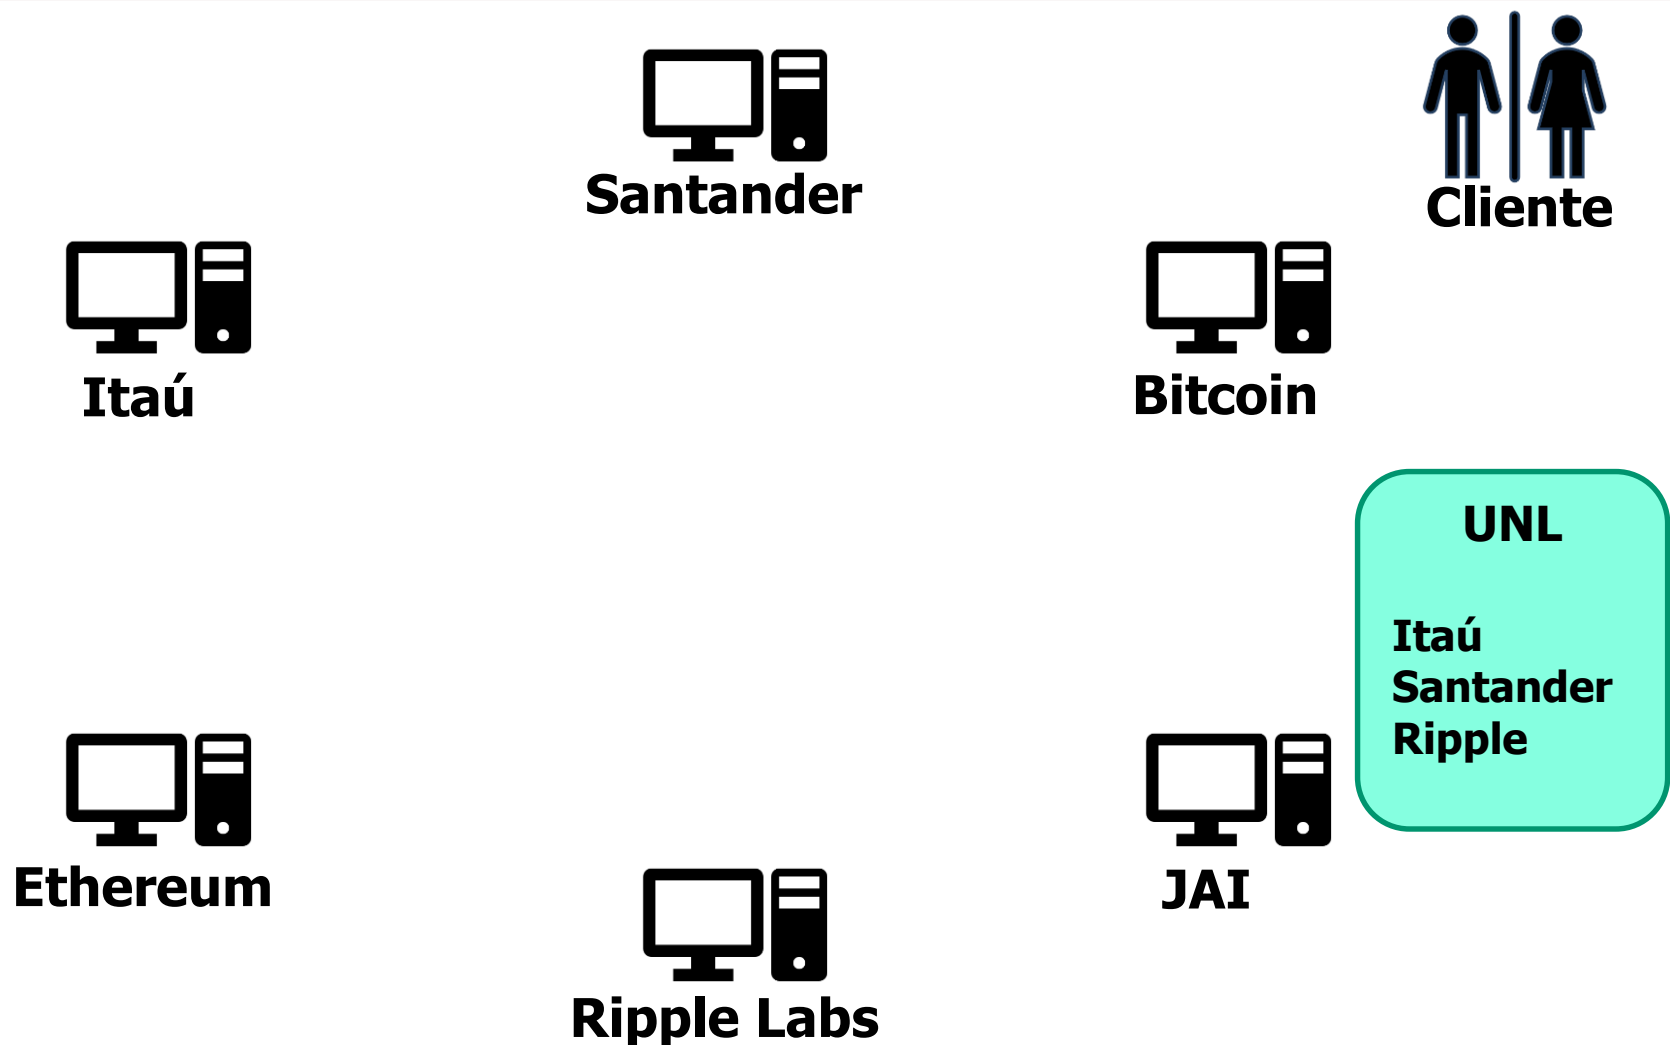 Santander
Cliente
Itaú
Bitcoin
UNL
Itaú
Santander
Ripple
Ethereum
JAI
Ripple Labs